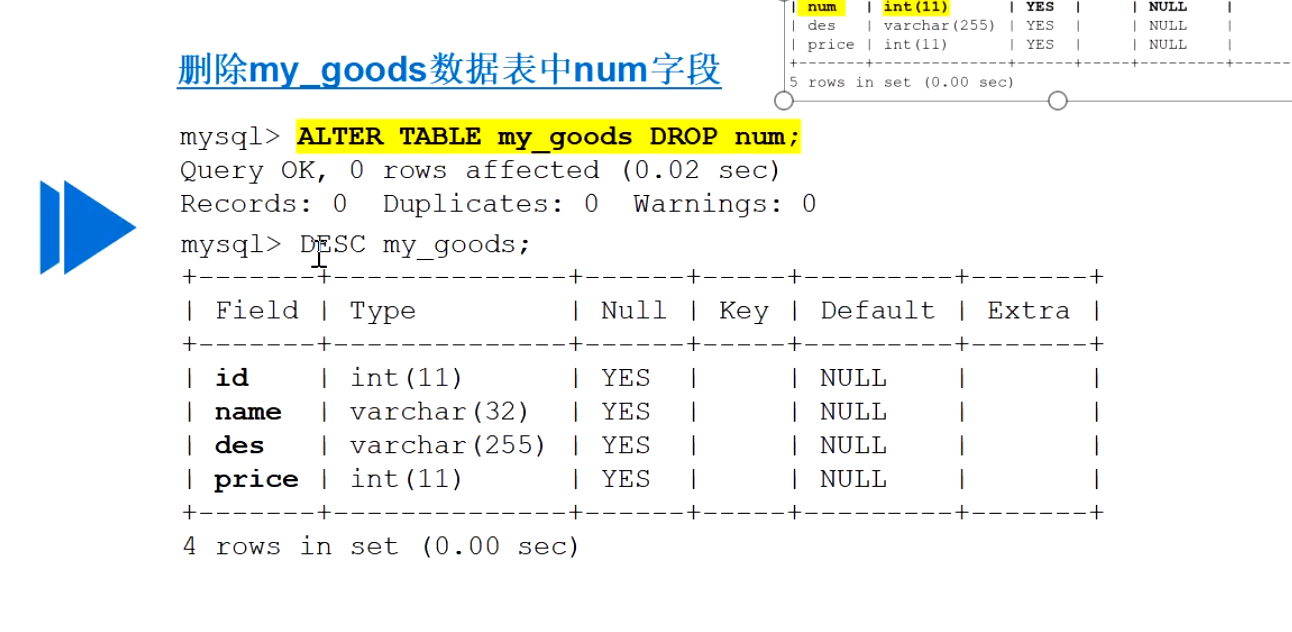 | num   | int(11)      | YES  |     | NULL    |
| des   | varchar(255) | YES  |     | NULL    |
| price | int(11)      | YES  |     | NULL    |
+-------+--------------+------+-----+---------+------
5 rows in set (0.00 sec)
删除my_goods数据表中num字段
mysql> ALTER TABLE my_goods DROP num;
Query OK, 0 rows affected (0.02 sec)
Records: 0  Duplicates: 0  Warnings: 0
mysql> DESC my_goods;
+-------+--------------+------+-----+---------+-------+
| Field | Type         | Null | Key | Default | Extra |
+-------+--------------+------+-----+---------+-------+
| id    | int(11)      | YES  |     | NULL    |       |
| name  | varchar(32)  | YES  |     | NULL    |       |
| des   | varchar(255) | YES  |     | NULL    |       |
| price | int(11)      | YES  |     | NULL    |       |
+-------+--------------+------+-----+---------+-------+
4 rows in set (0.00 sec)